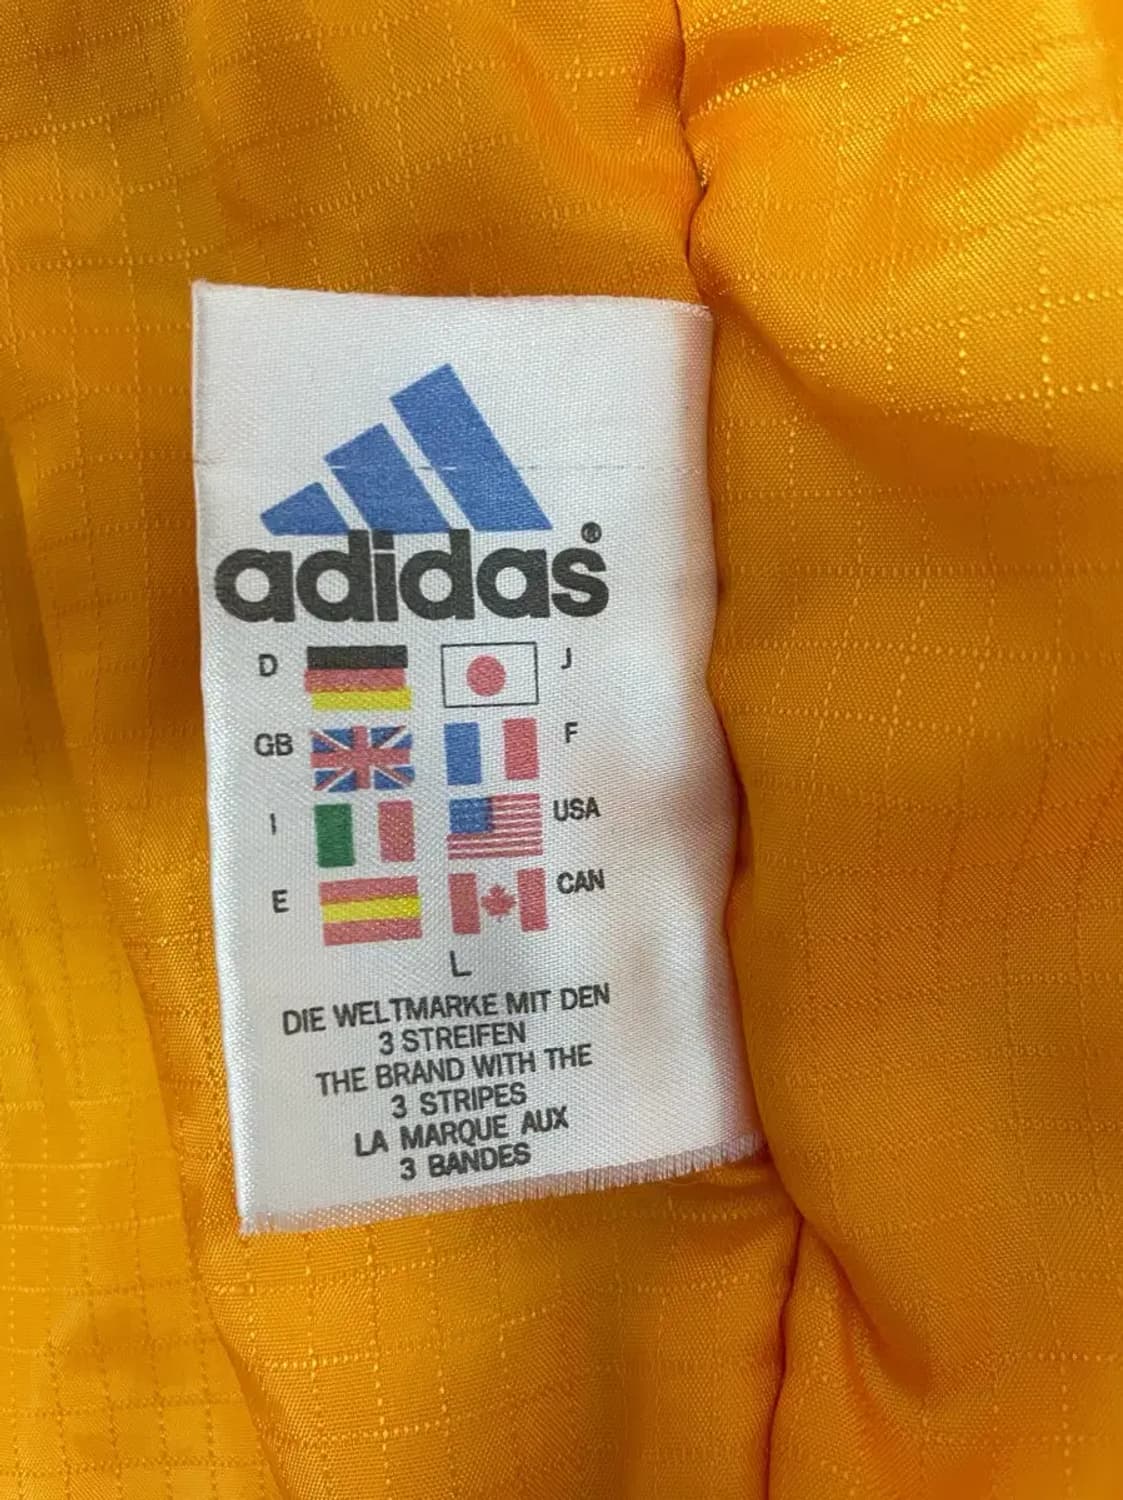 adidas®
D J
GB F
I USA
E CAN
L
DIE WELTMARKE MIT DEN
3 STREIFEN
THE BRAND WITH THE
3 STRIPES
LA MARQUE AUX
3 BANDES